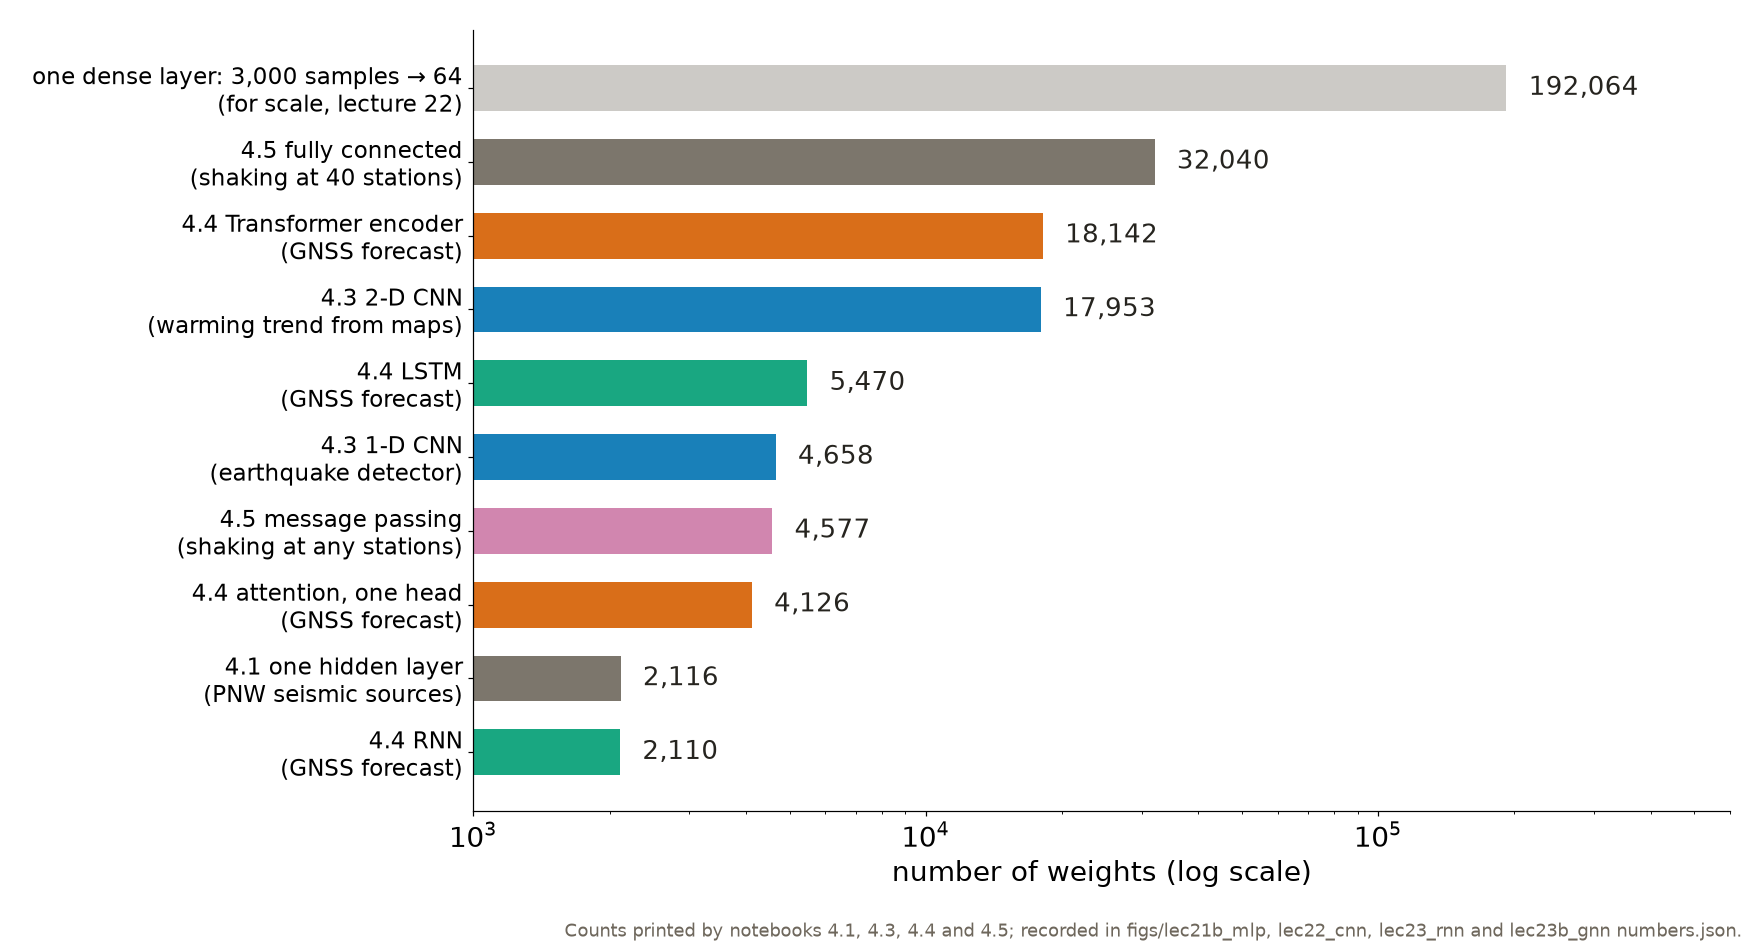 one dense layer: 3,000 samples → 64
(for scale, lecture 22)
192,064
4.5 fully connected
(shaking at 40 stations)
32,040
4.4 Transformer encoder
(GNSS forecast)
18,142
4.3 2-D CNN
(warming trend from maps)
17,953
4.4 LSTM
(GNSS forecast)
5,470
4.3 1-D CNN
(earthquake detector)
4,658
4.5 message passing
(shaking at any stations)
4,577
4.4 attention, one head
(GNSS forecast)
4,126
4.1 one hidden layer
(PNW seismic sources)
2,116
4.4 RNN
(GNSS forecast)
2,110
10³ 10⁴ 10⁵
number of weights (log scale)
Counts printed by notebooks 4.1, 4.3, 4.4 and 4.5; recorded in figs/lec21b_mlp, lec22_cnn, lec23_rnn and lec23b_gnn numbers.json.